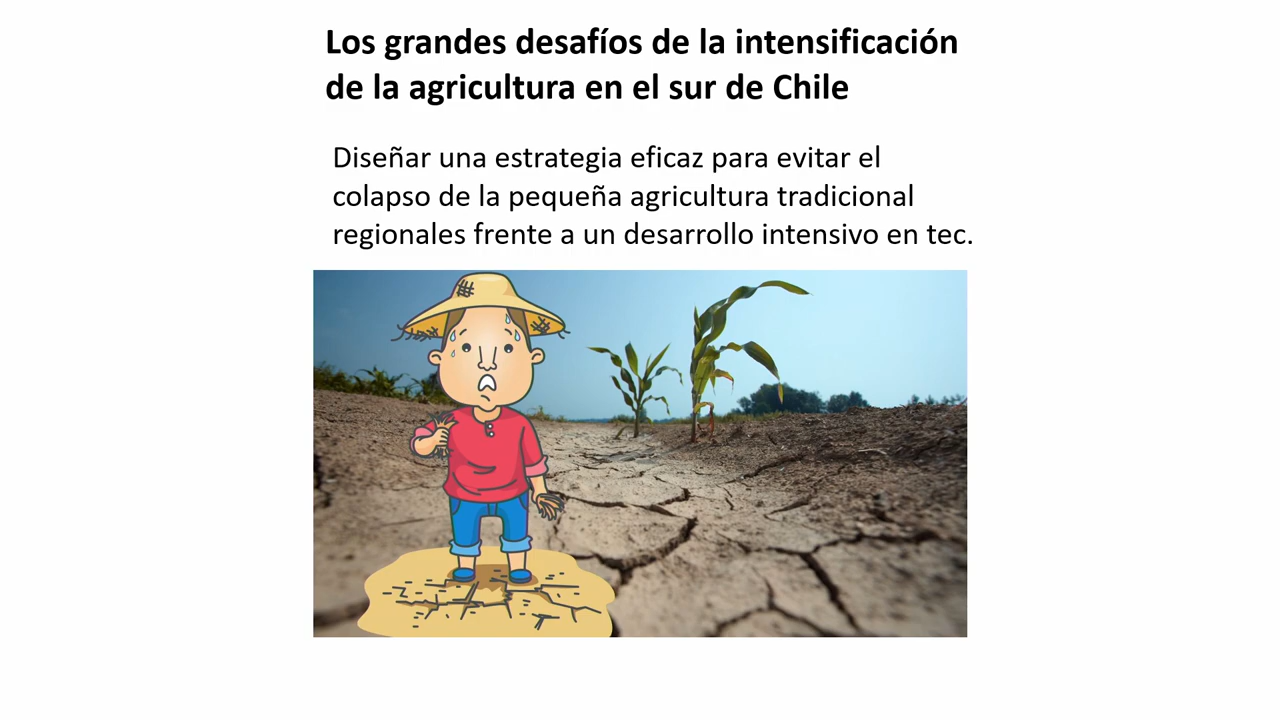 Los grandes desafíos de la intensificación
de la agricultura en el sur de Chile
Diseñar una estrategia eficaz para evitar el
colapso de la pequeña agricultura tradicional
regionales frente a un desarrollo intensivo en tec.